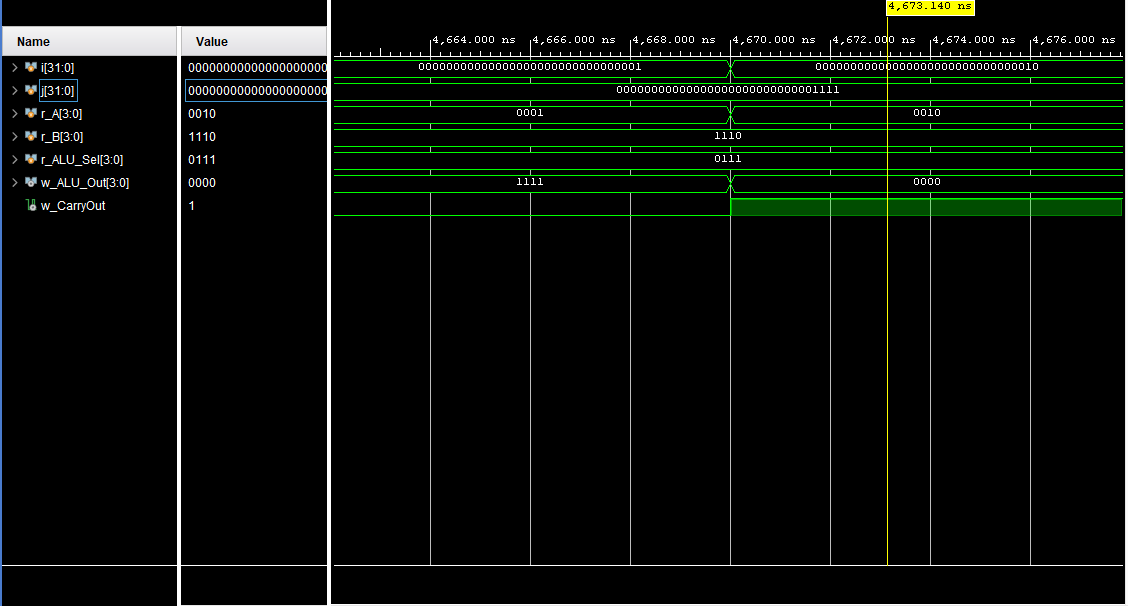 4,673.140 ns
Name Value
4,664.000 ns 4,666.000 ns 4,668.000 ns 4,670.000 ns 4,672.000 ns 4,674.000 ns 4,676.000 ns
i[31:0] 00000000000000000000 00000000000000000000000000000001 00000000000000000000000000000010
j[31:0] 00000000000000000000 00000000000000000000000000001111
r_A[3:0] 0010 0001 0010
r_B[3:0] 1110 1110
r_ALU_Sel[3:0] 0111 0111
w_ALU_Out[3:0] 0000 1111 0000
w_CarryOut 1